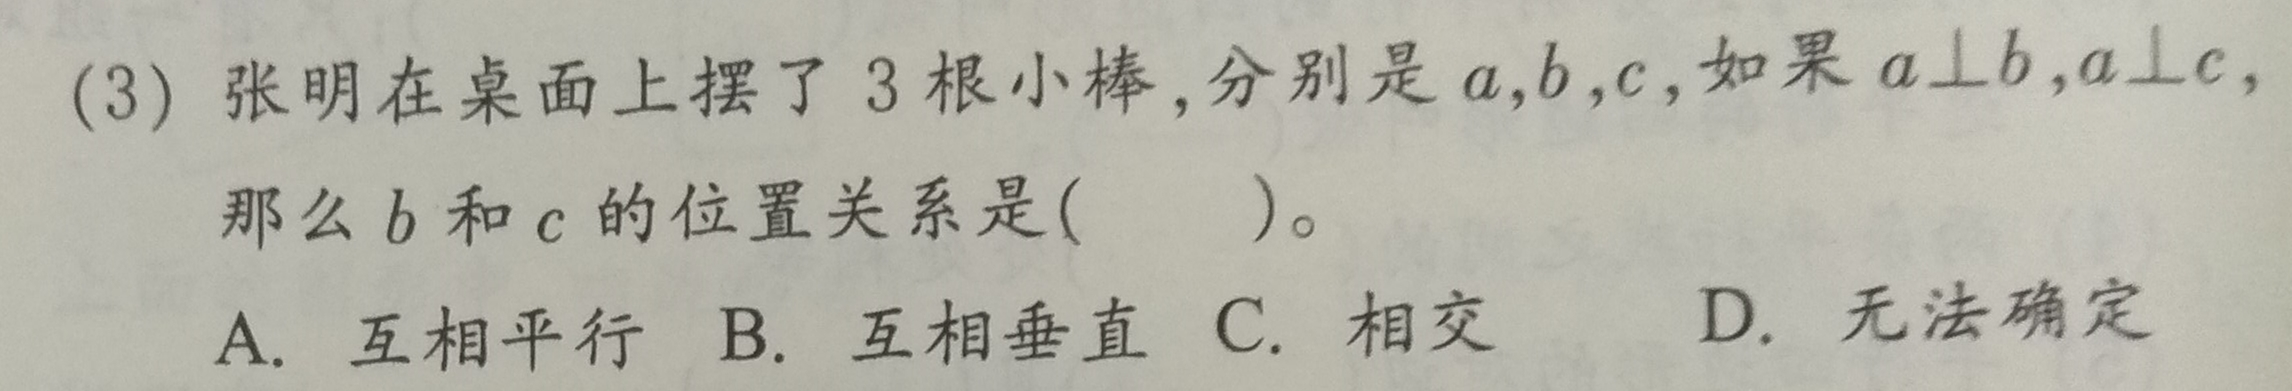 (3) 张明在桌面上摆了 3 根小棒,分别是 a,b,c,如果 a⊥b,a⊥c,
那么 b 和 c 的位置关系是(    )。
A. 互相平行 B. 互相垂直 C. 相交 D. 无法确定